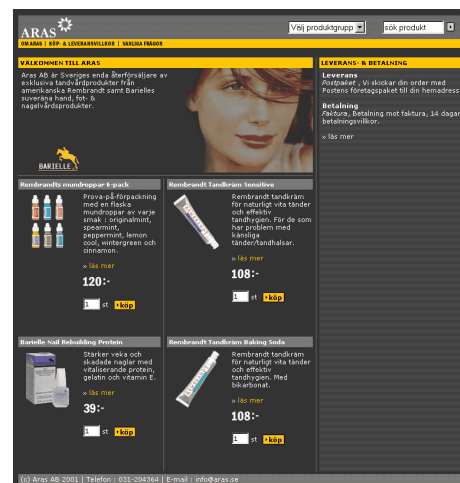 ARAS
Välj produktgrupp
sök produkt
OM ARAS | KÖP- & LEVERANSVILLKOR | VANLIGA FRÅGOR
VÄLKOMMEN TILL ARAS
Aras AB är Sveriges enda återförsäljare av
exklusiva tandvårdprodukter från
amerikanska Rembrandt samt Barielles
suveräna hand, fot- &
nagelvårdsprodukter.
BARIELLE.
LEVERANS- & BETALNING
Leverans
Postpaket , Vi skickar din order med
Postens företagspaket till din hemadress
Betalning
Faktura, Betalning mot faktura, 14 dagar
betalningsvillkor.
» läs mer
Rembrandts mundroppar 6-pack
Prova-på-förpackning
med en flaska
mundroppar av varje
smak : originalmint,
spearmint,
peppermint, lemon
cool, wintergreen och
cinnamon.
» läs mer
120:-
1 st köp
Rembrandt Tandkräm Sensitive
Rembrandt tandkräm
för naturligt vita tänder
och effektiv
tandhygien. För de som
har problem med
känsliga
tänder/tandhalsar.
» läs mer
108:-
1 st köp
Barielle Nail Rebuilding Protein
Stärker veka och
skadade naglar med
vitaliserande protein,
gelatin och vitamin E.
» läs mer
39:-
1 st köp
Rembrandt Tandkräm Baking Soda
Rembrandt tandkräm
för naturligt vita tänder
och effektiv
tandhygien. Med
bikarbonat.
» läs mer
108:-
1 st köp
(c) Aras AB 2001 | Telefon : 031-204364 | E-mail : info@aras.se